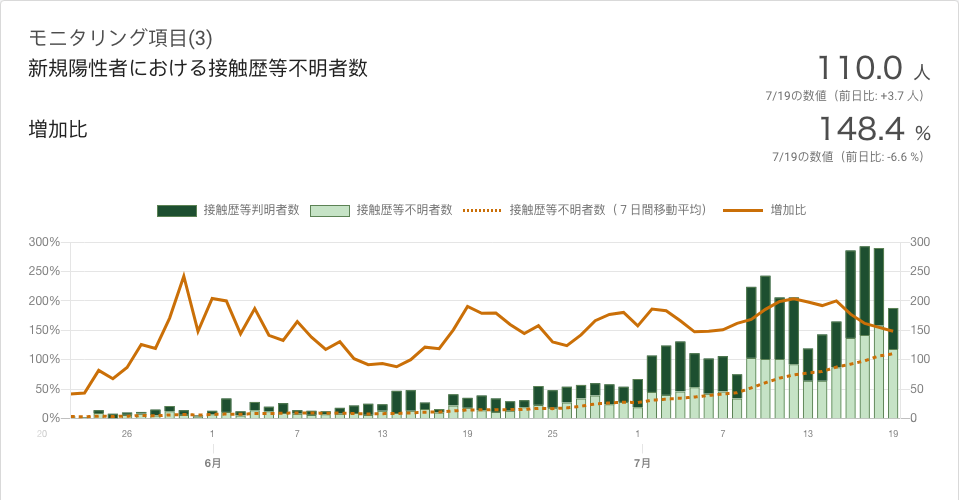 モニタリング項目(3)
新規陽性者における接触歴等不明者数
110.0 人
7/19の数値（前日比: +3.7 人）
増加比
148.4 %
7/19の数値（前日比: -6.6 %）
接触歴等判明者数 接触歴等不明者数 接触歴等不明者数（７日間移動平均） 増加比
300% 300
250% 250
200% 200
150% 150
100% 100
50% 50
0% 0
20 26 1 7 13 19 25 1 7 13 19
6月 7月